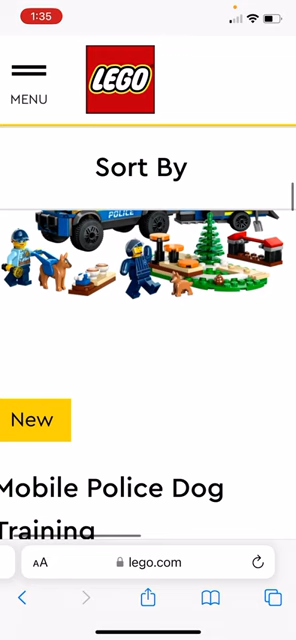 1:35
MENU
LEGO
Sort By
POLICE
New
Mobile Police Dog
Training
AA
lego.com